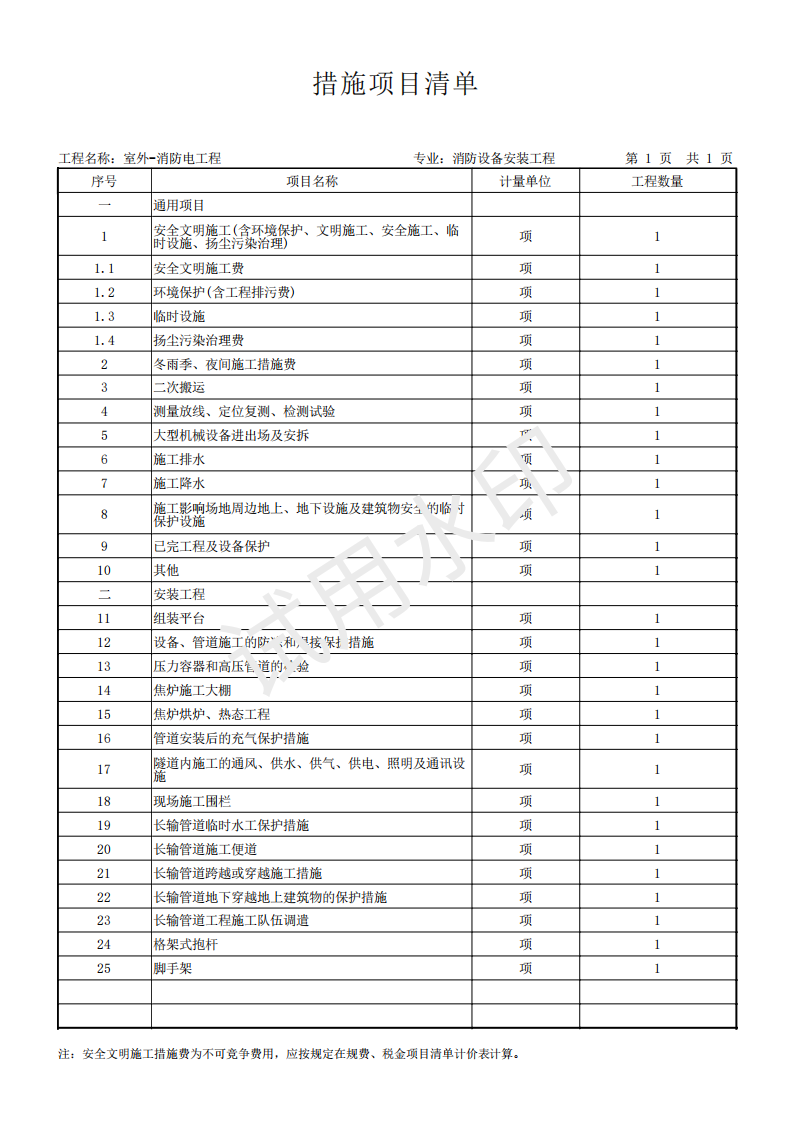 措施项目清单
工程名称：室外-消防电工程 专业：消防设备安装工程 第 1 页 共 1 页
序号 项目名称 计量单位 工程数量
一 通用项目
1 安全文明施工(含环境保护、文明施工、安全施工、临
时设施、扬尘污染治理) 项 1
1.1 安全文明施工费 项 1
1.2 环境保护(含工程排污费) 项 1
1.3 临时设施 项 1
1.4 扬尘污染治理费 项 1
2 冬雨季、夜间施工措施费 项 1
3 二次搬运 项 1
4 测量放线、定位复测、检测试验 项 1
5 大型机械设备进出场及安拆 项 1
6 施工排水 项 1
7 施工降水 项 1
8 施工影响场地周边地上、地下设施及建筑物安全的临时
保护设施 项 1
9 已完工程及设备保护 项 1
10 其他 项 1
二 安装工程
11 组装平台 项 1
12 设备、管道施工的防冻和焊接保护措施 项 1
13 压力容器和高压管道的检验 项 1
14 焦炉施工大棚 项 1
15 焦炉烘炉、热态工程 项 1
16 管道安装后的充气保护措施 项 1
17 隧道内施工的通风、供水、供气、供电、照明及通讯设
施 项 1
18 现场施工围栏 项 1
19 长输管道临时水工保护措施 项 1
20 长输管道施工便道 项 1
21 长输管道跨越或穿越施工措施 项 1
22 长输管道地下穿越地上建筑物的保护措施 项 1
23 长输管道工程施工队伍调遣 项 1
24 格架式抱杆 项 1
25 脚手架 项 1
注：安全文明施工措施费为不可竞争费用，应按规定在规费、税金项目清单计价表计算。
试用水印